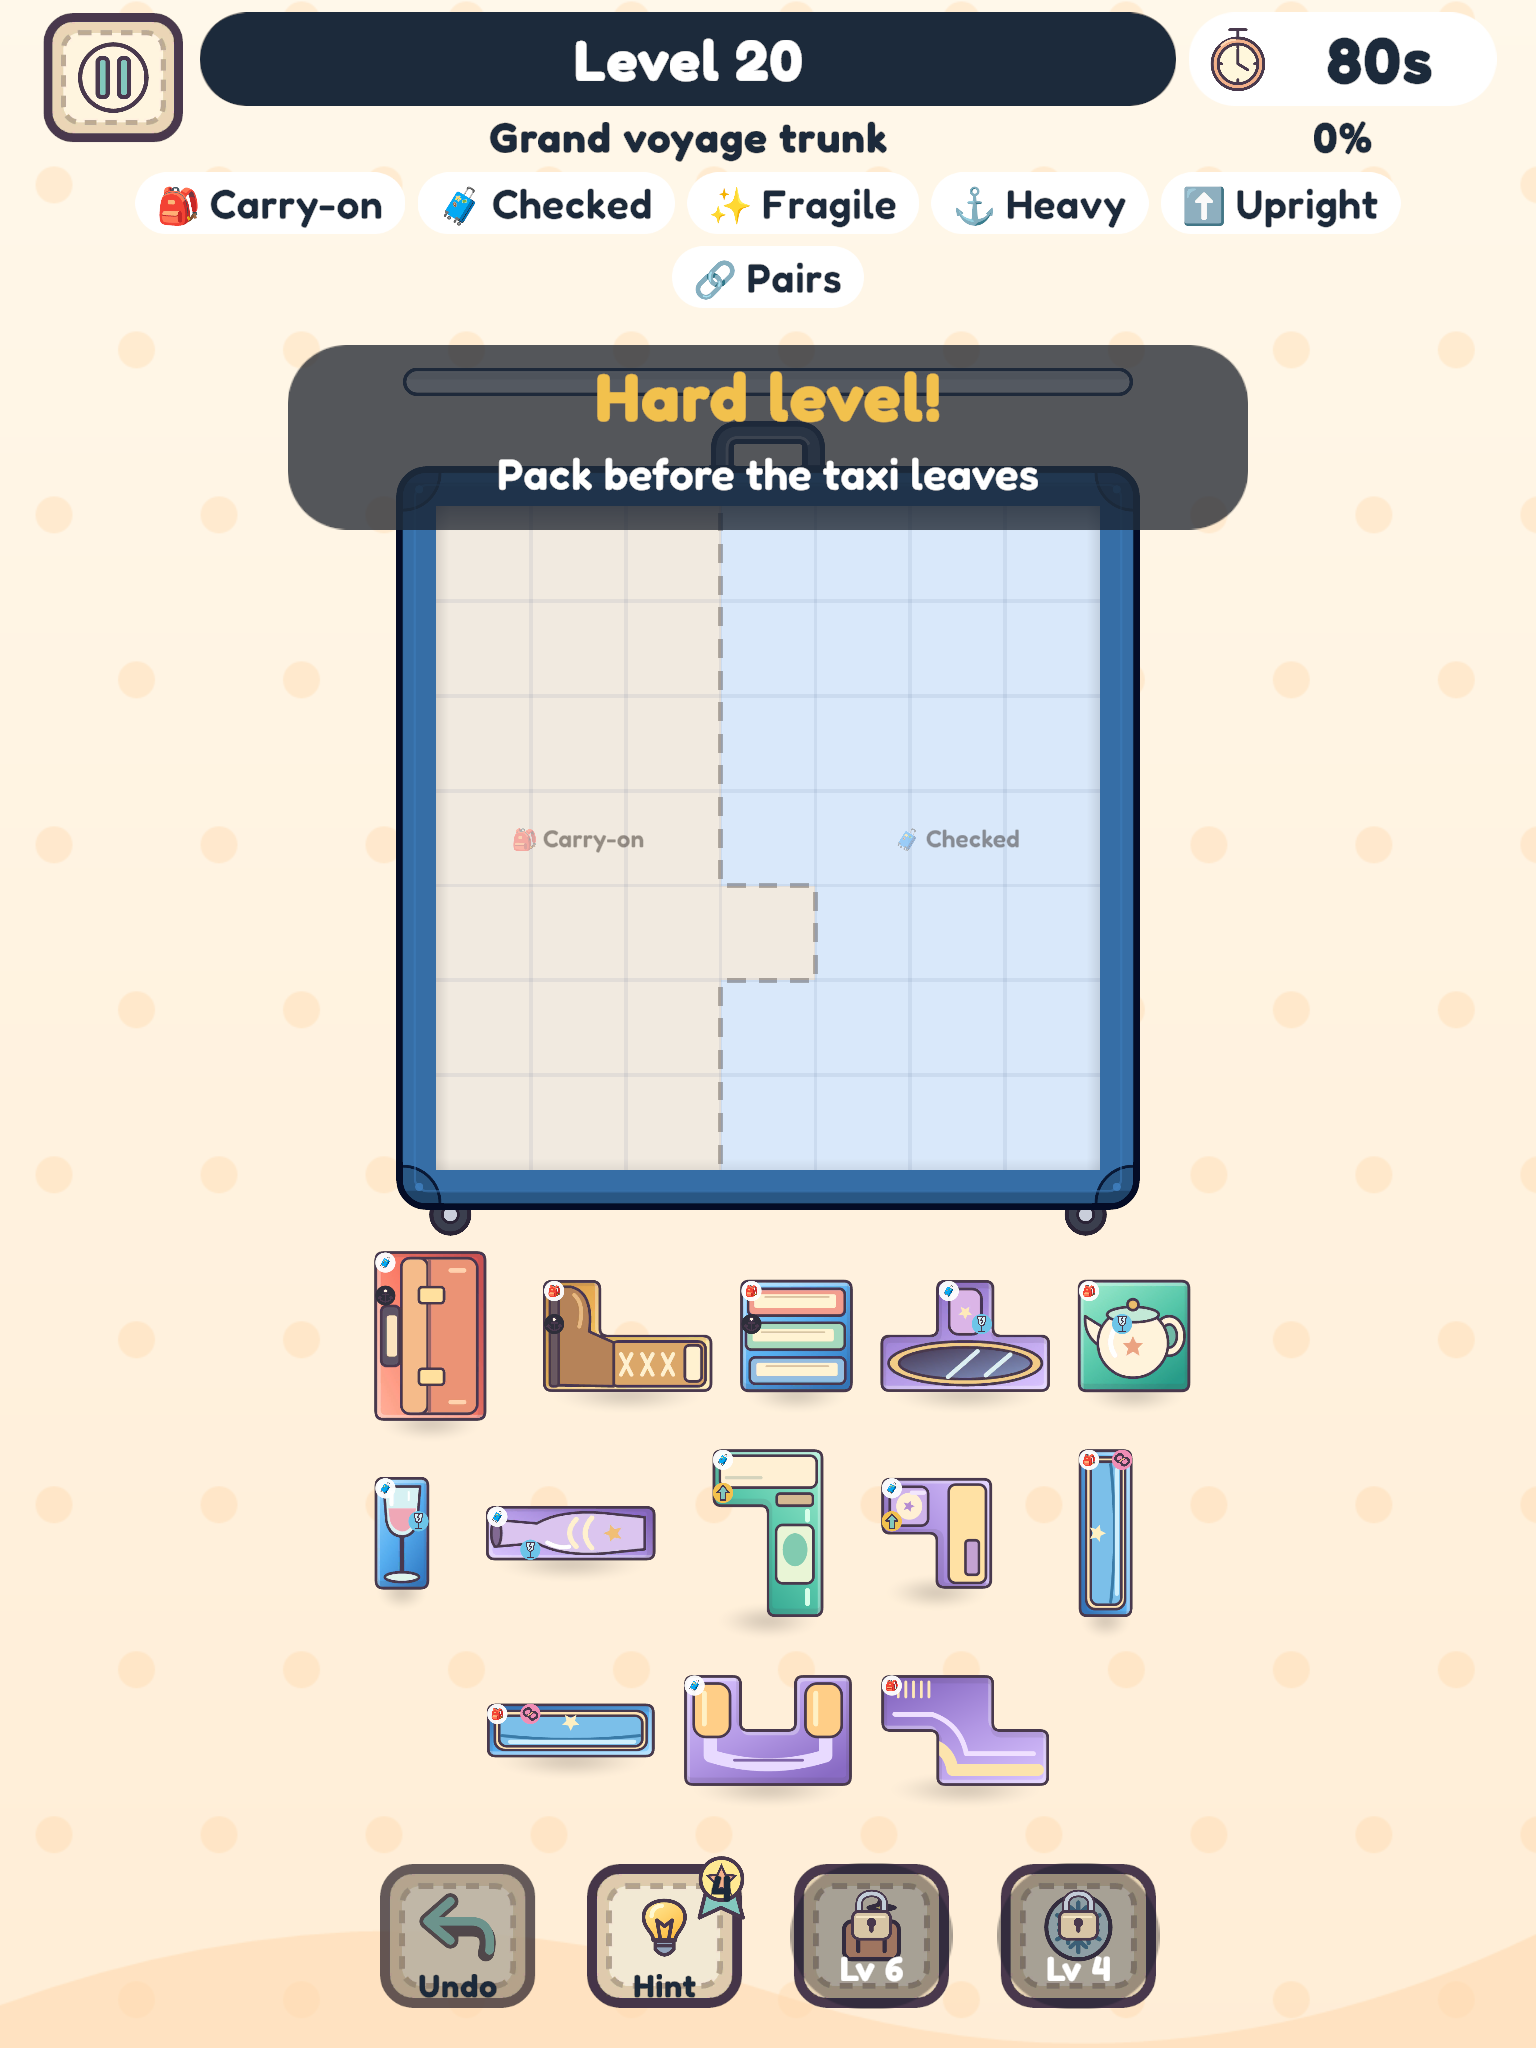 Level 20
80s
Grand voyage trunk
0%
Carry-on
Checked
Fragile
Heavy
Upright
Pairs
Hard level!
Pack before the taxi leaves
Carry-on
Checked
4
Undo
Hint
Lv 6
Lv 4